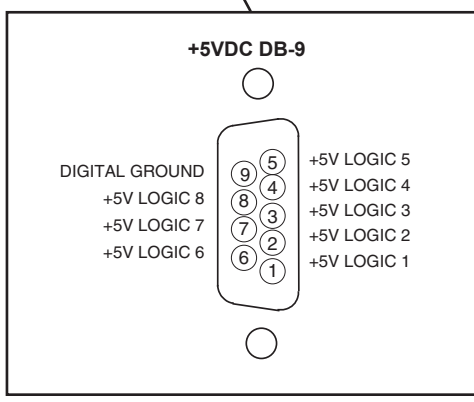 +5VDC DB-9
DIGITAL GROUND
+5V LOGIC 8
+5V LOGIC 7
+5V LOGIC 6
9
8
7
6
5
4
3
2
1
+5V LOGIC 5
+5V LOGIC 4
+5V LOGIC 3
+5V LOGIC 2
+5V LOGIC 1